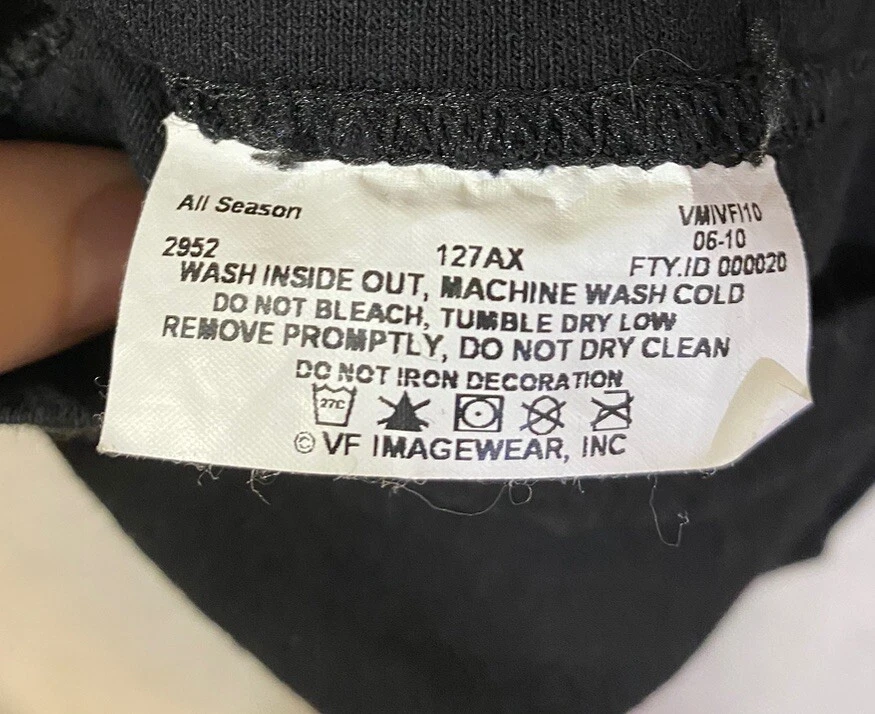 All Season VMIVFI10
06-10
2952 127AX FTY.ID 000020
WASH INSIDE OUT, MACHINE WASH COLD
DO NOT BLEACH, TUMBLE DRY LOW
REMOVE PROMPTLY, DO NOT DRY CLEAN
DO NOT IRON DECORATION
27C
© VF IMAGEWEAR, INC